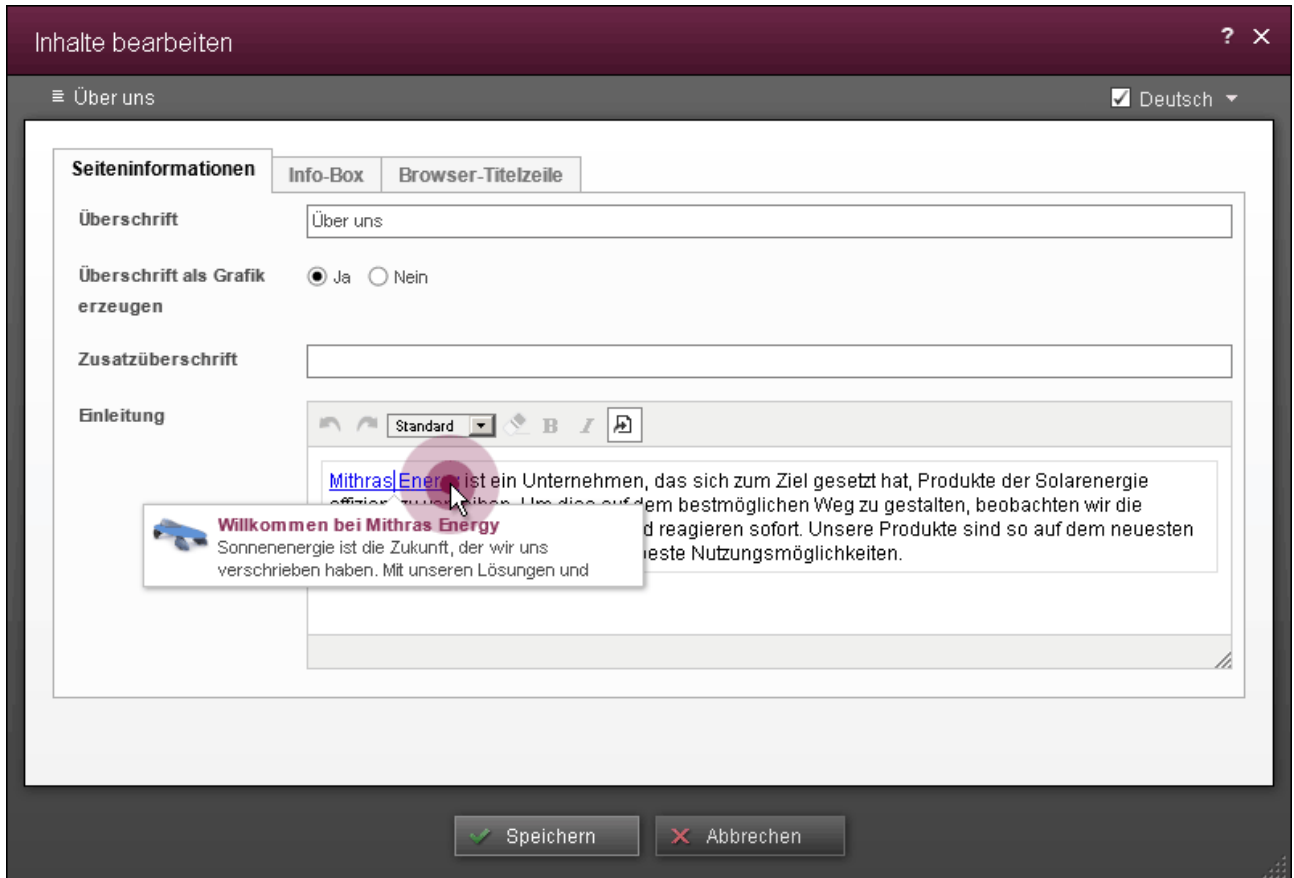 Inhalte bearbeiten
?
Über uns
Deutsch
Seiteninformationen
Info-Box
Browser-Titelzeile
Überschrift
Über uns
Überschrift als Grafik
erzeugen
Ja
Nein
Zusatzüberschrift
Einleitung
Standard
B
I
Mithras Energy ist ein Unternehmen, das sich zum Ziel gesetzt hat, Produkte der Solarenergie
Um dies auf dem bestmöglichen Weg zu gestalten, beobachten wir die
d reagieren sofort. Unsere Produkte sind so auf dem neuesten
beste Nutzungsmöglichkeiten.
Willkommen bei Mithras Energy
Sonnenenergie ist die Zukunft, der wir uns
verschrieben haben. Mit unseren Lösungen und
Speichern
Abbrechen